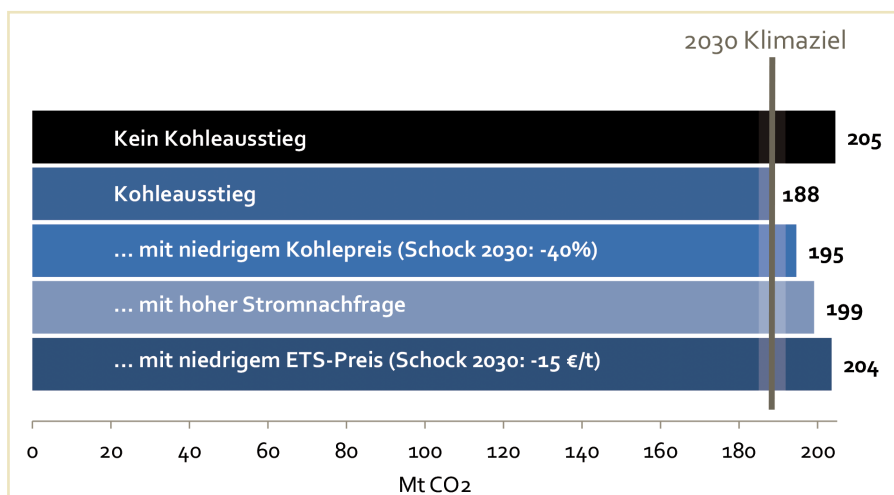 2030 Klimaziel
Kein Kohleausstieg
205
Kohleausstieg
188
... mit niedrigem Kohlepreis (Schock 2030: -40%)
195
... mit hoher Stromnachfrage
199
... mit niedrigem ETS-Preis (Schock 2030: -15 €/t)
204
0 20 40 60 80 100 120 140 160 180 200
Mt CO2